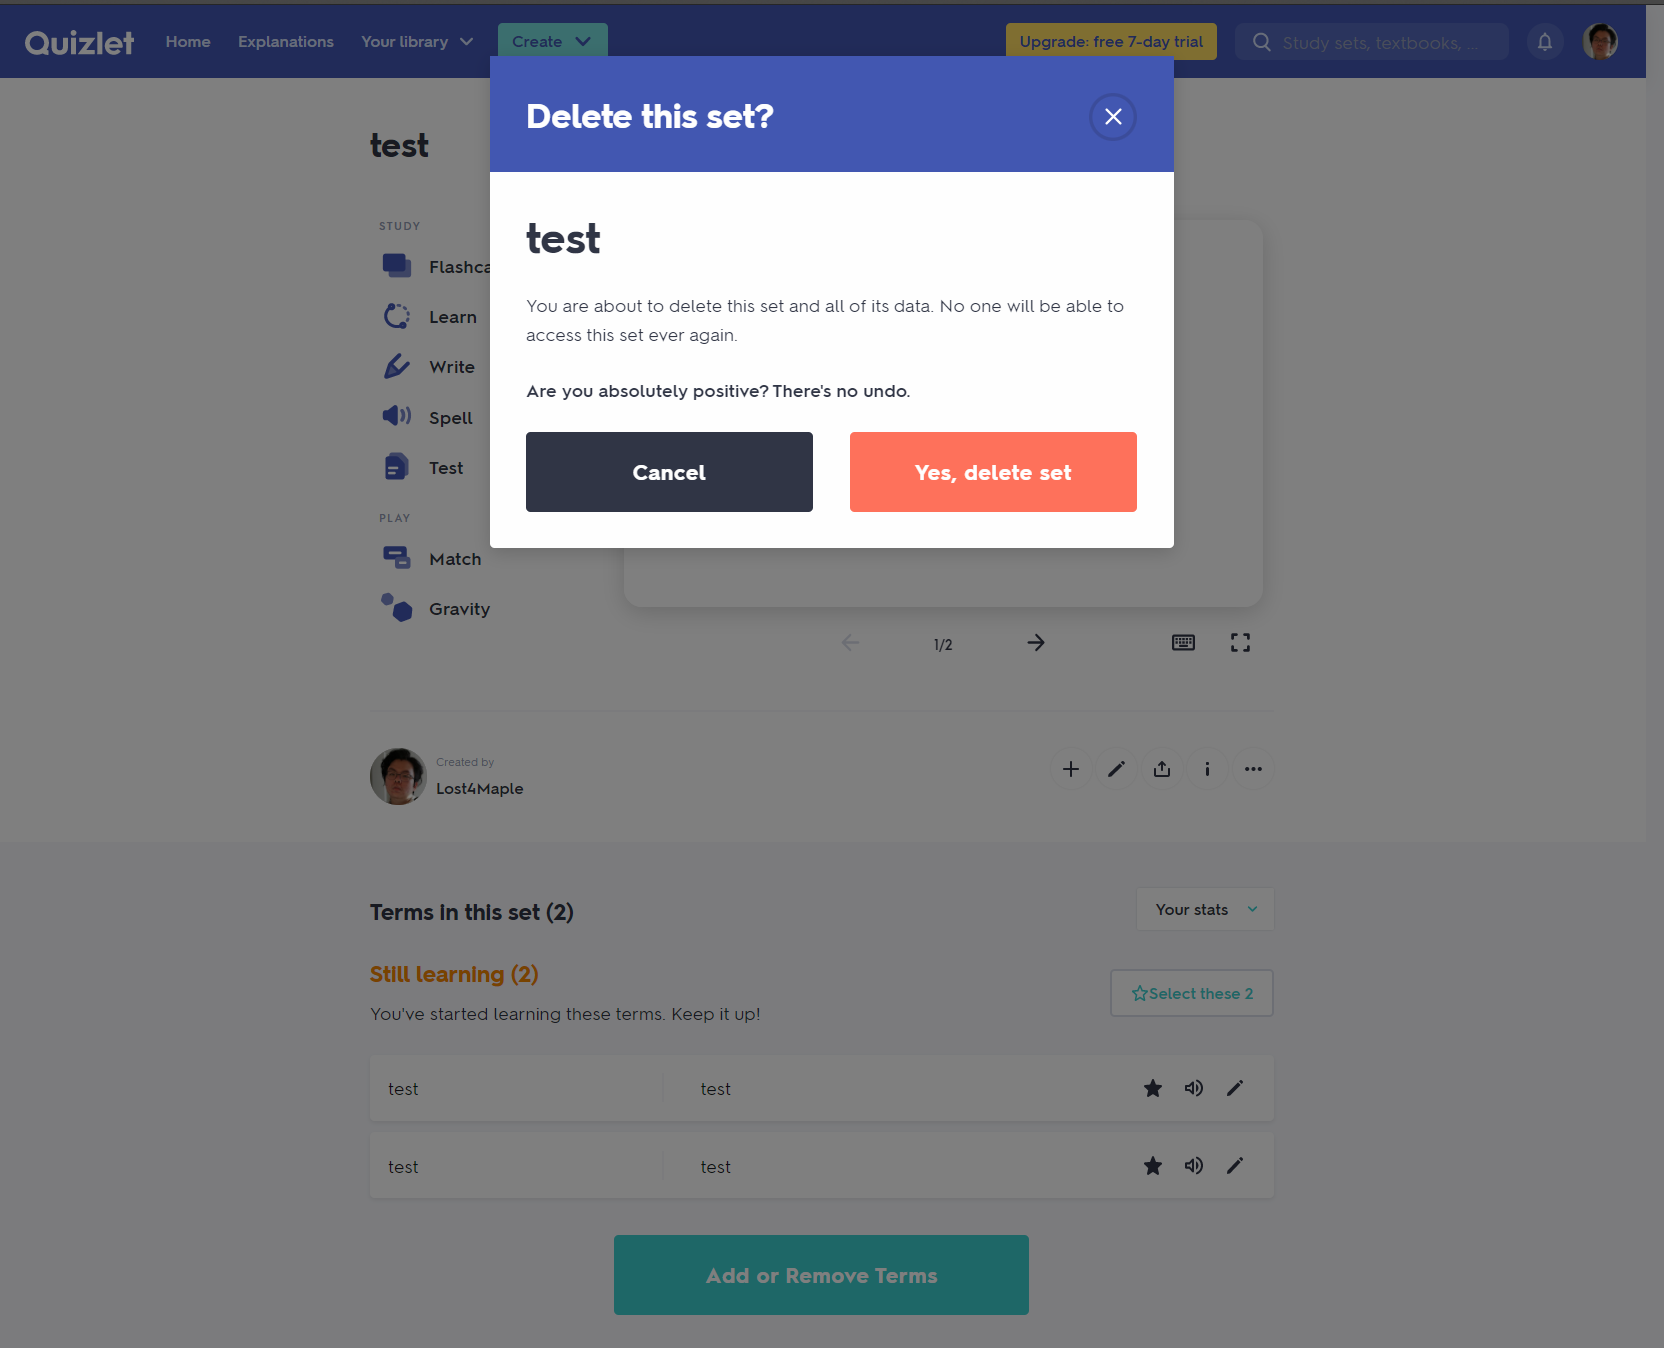 Quizlet
Home
Explanations
Your library
Create
Upgrade: free 7-day trial
Study sets, textbooks, ...
Delete this set?
test
test
You are about to delete this set and all of its data. No one will be able to
access this set ever again.
Are you absolutely positive? There's no undo.
Cancel
Yes, delete set
STUDY
Flashca
Learn
Write
Spell
Test
PLAY
Match
Gravity
1/2
Created by
Lost4Maple
Terms in this set (2)
Your stats
Still learning (2)
Select these 2
You've started learning these terms. Keep it up!
test
test
test
test
Add or Remove Terms